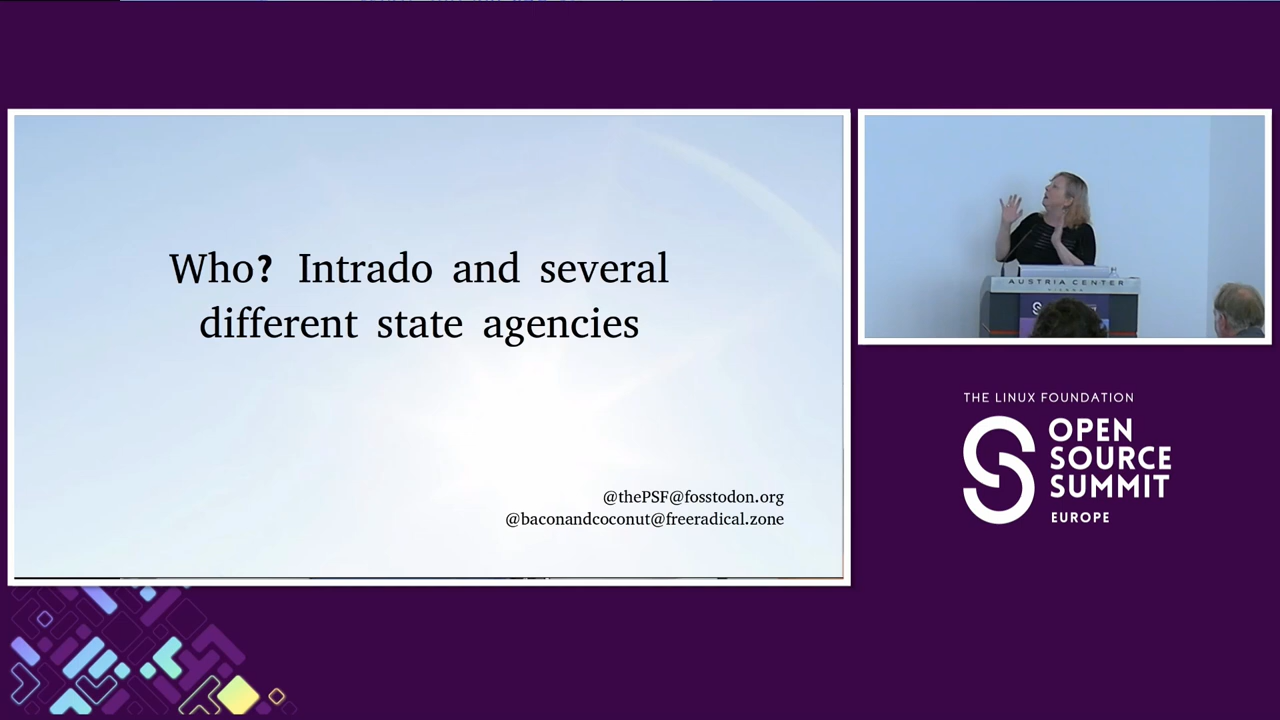 Who? Intrado and several
different state agencies
@thePSF@fosstodon.org
@baconandcoconut@freeradical.zone
AUSTRIA CENTER
THE LINUX FOUNDATION
OPEN
SOURCE
SUMMIT
EUROPE